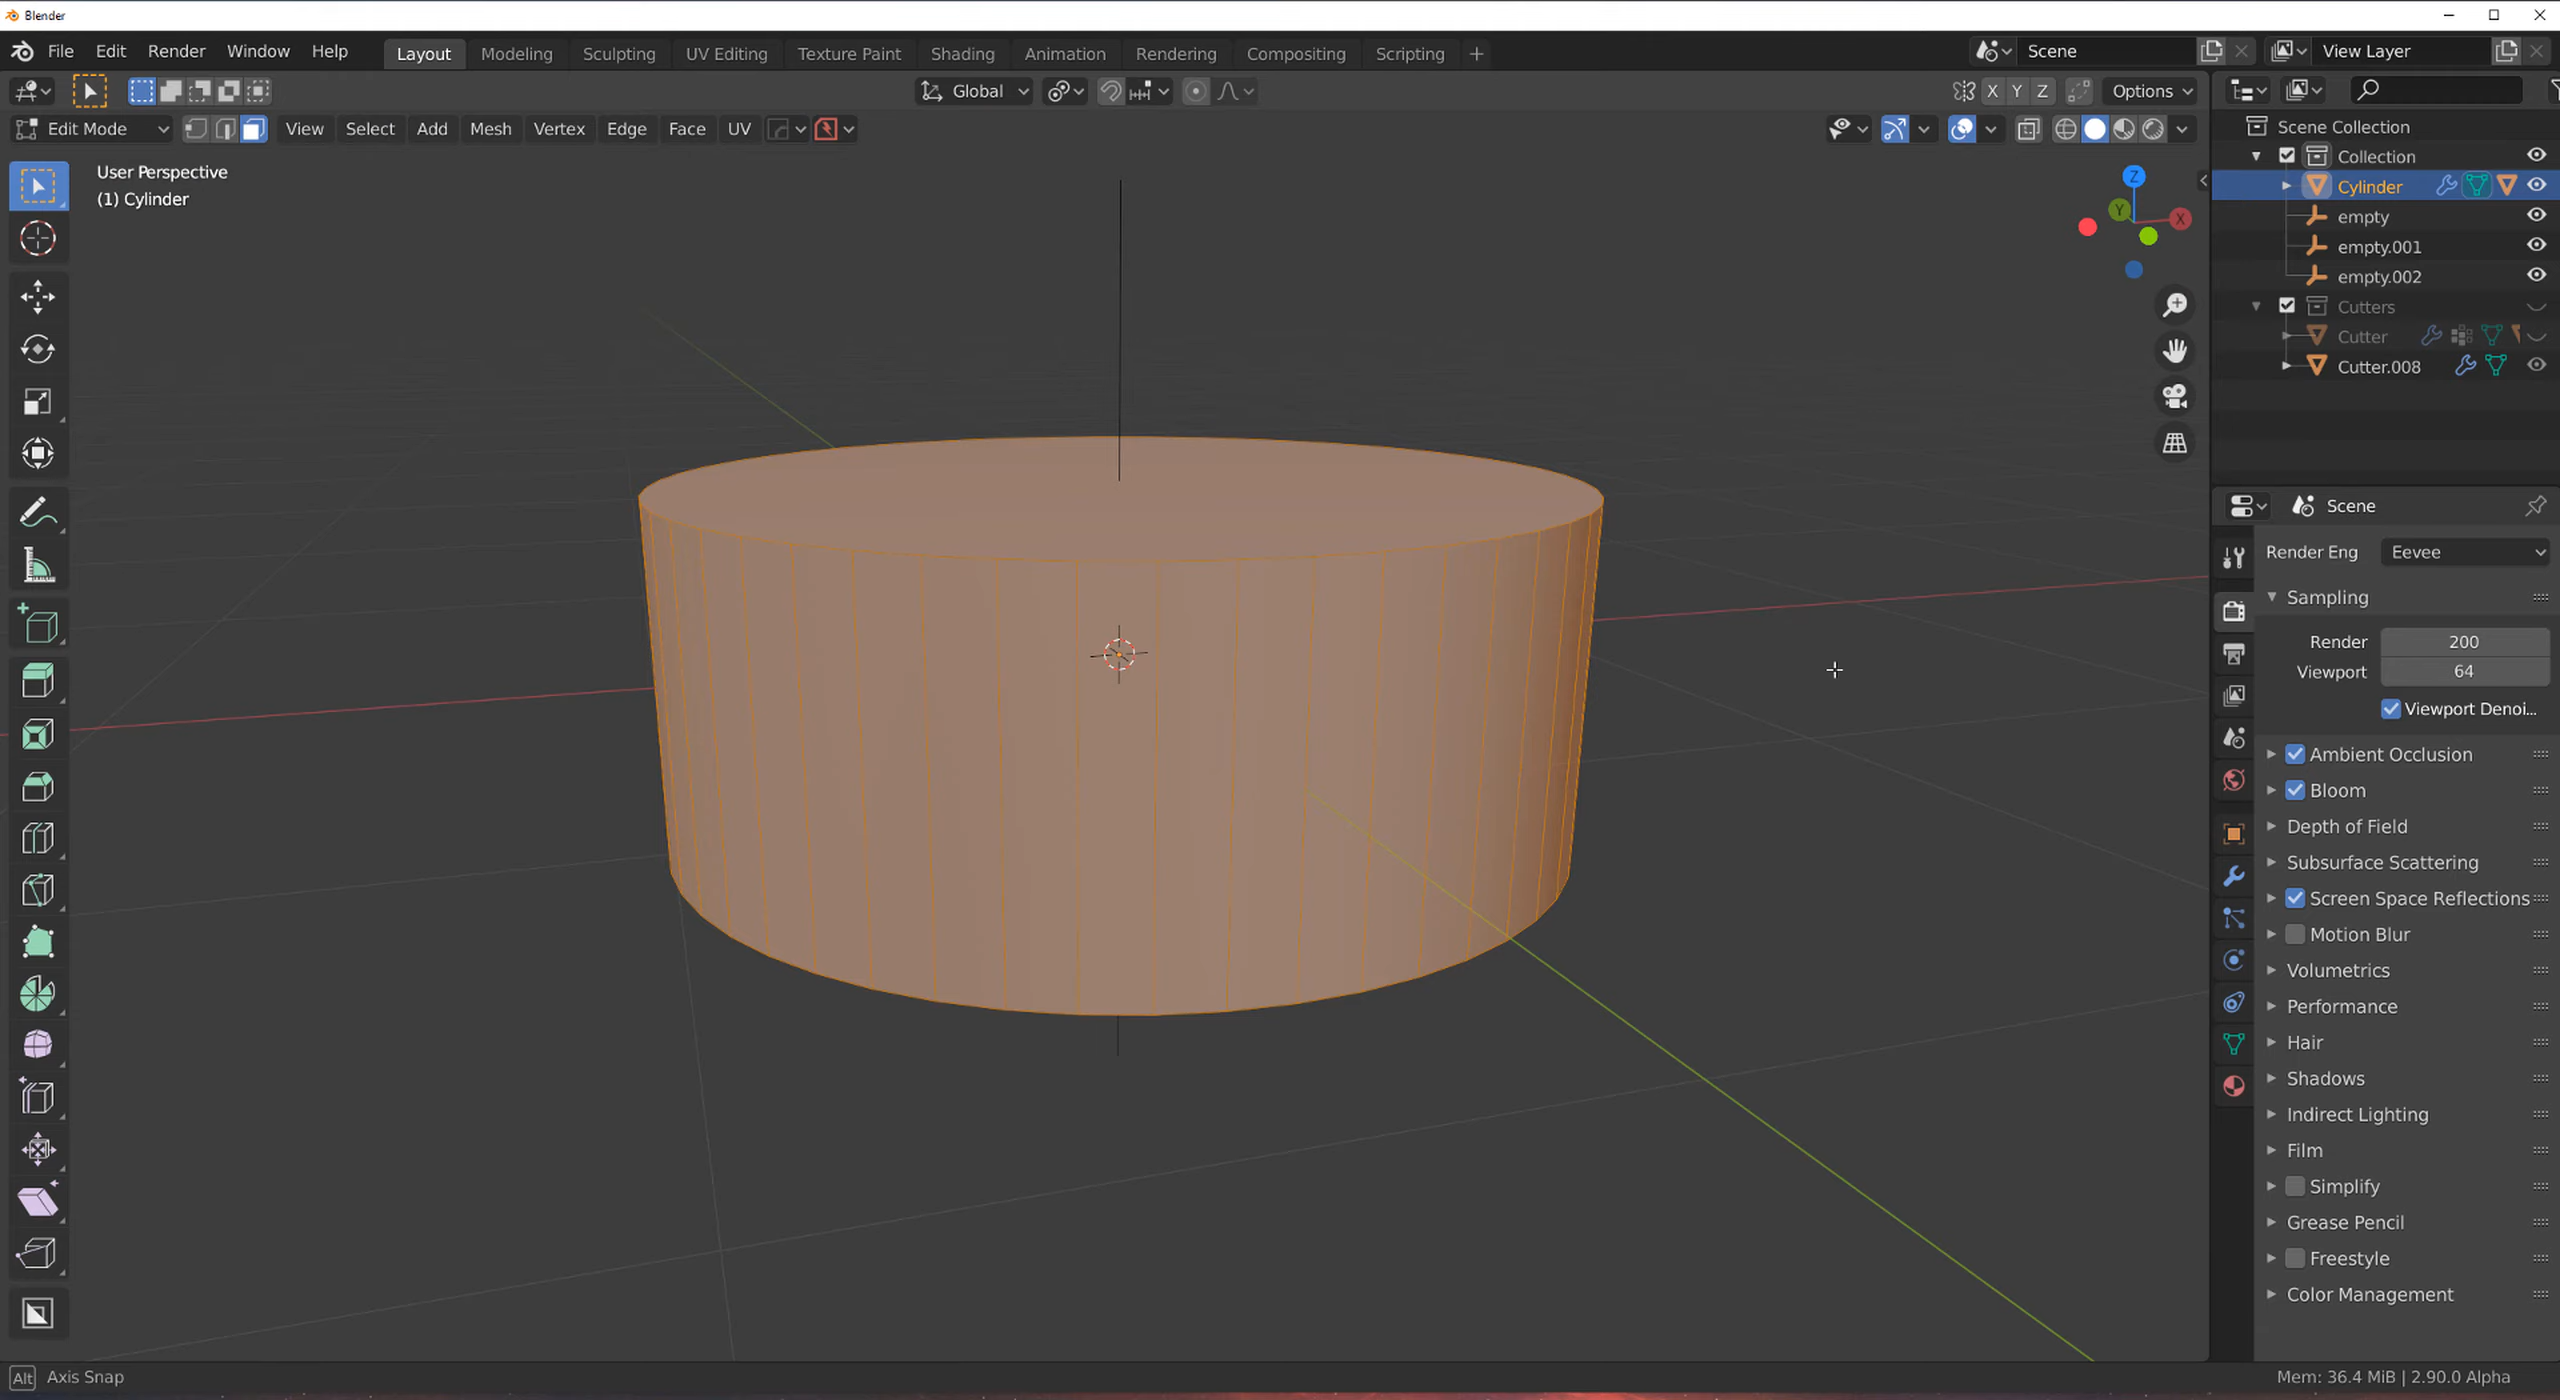 Blender
File Edit Render Window Help Layout Modeling Sculpting UV Editing Texture Paint Shading Animation Rendering Compositing Scripting + Scene View Layer
Global X Y Z Options
Edit Mode View Select Add Mesh Vertex Edge Face UV
User Perspective
(1) Cylinder
Z
Y
X
Scene Collection
Collection
Cylinder
empty
empty.001
empty.002
Cutters
Cutter
Cutter.008
Scene
Render Eng Eevee
Sampling
Render 200
Viewport 64
Viewport Denoi...
Ambient Occlusion
Bloom
Depth of Field
Subsurface Scattering
Screen Space Reflections
Motion Blur
Volumetrics
Performance
Hair
Shadows
Indirect Lighting
Film
Simplify
Grease Pencil
Freestyle
Color Management
Alt Axis Snap
Mem: 36.4 MiB | 2.90.0 Alpha